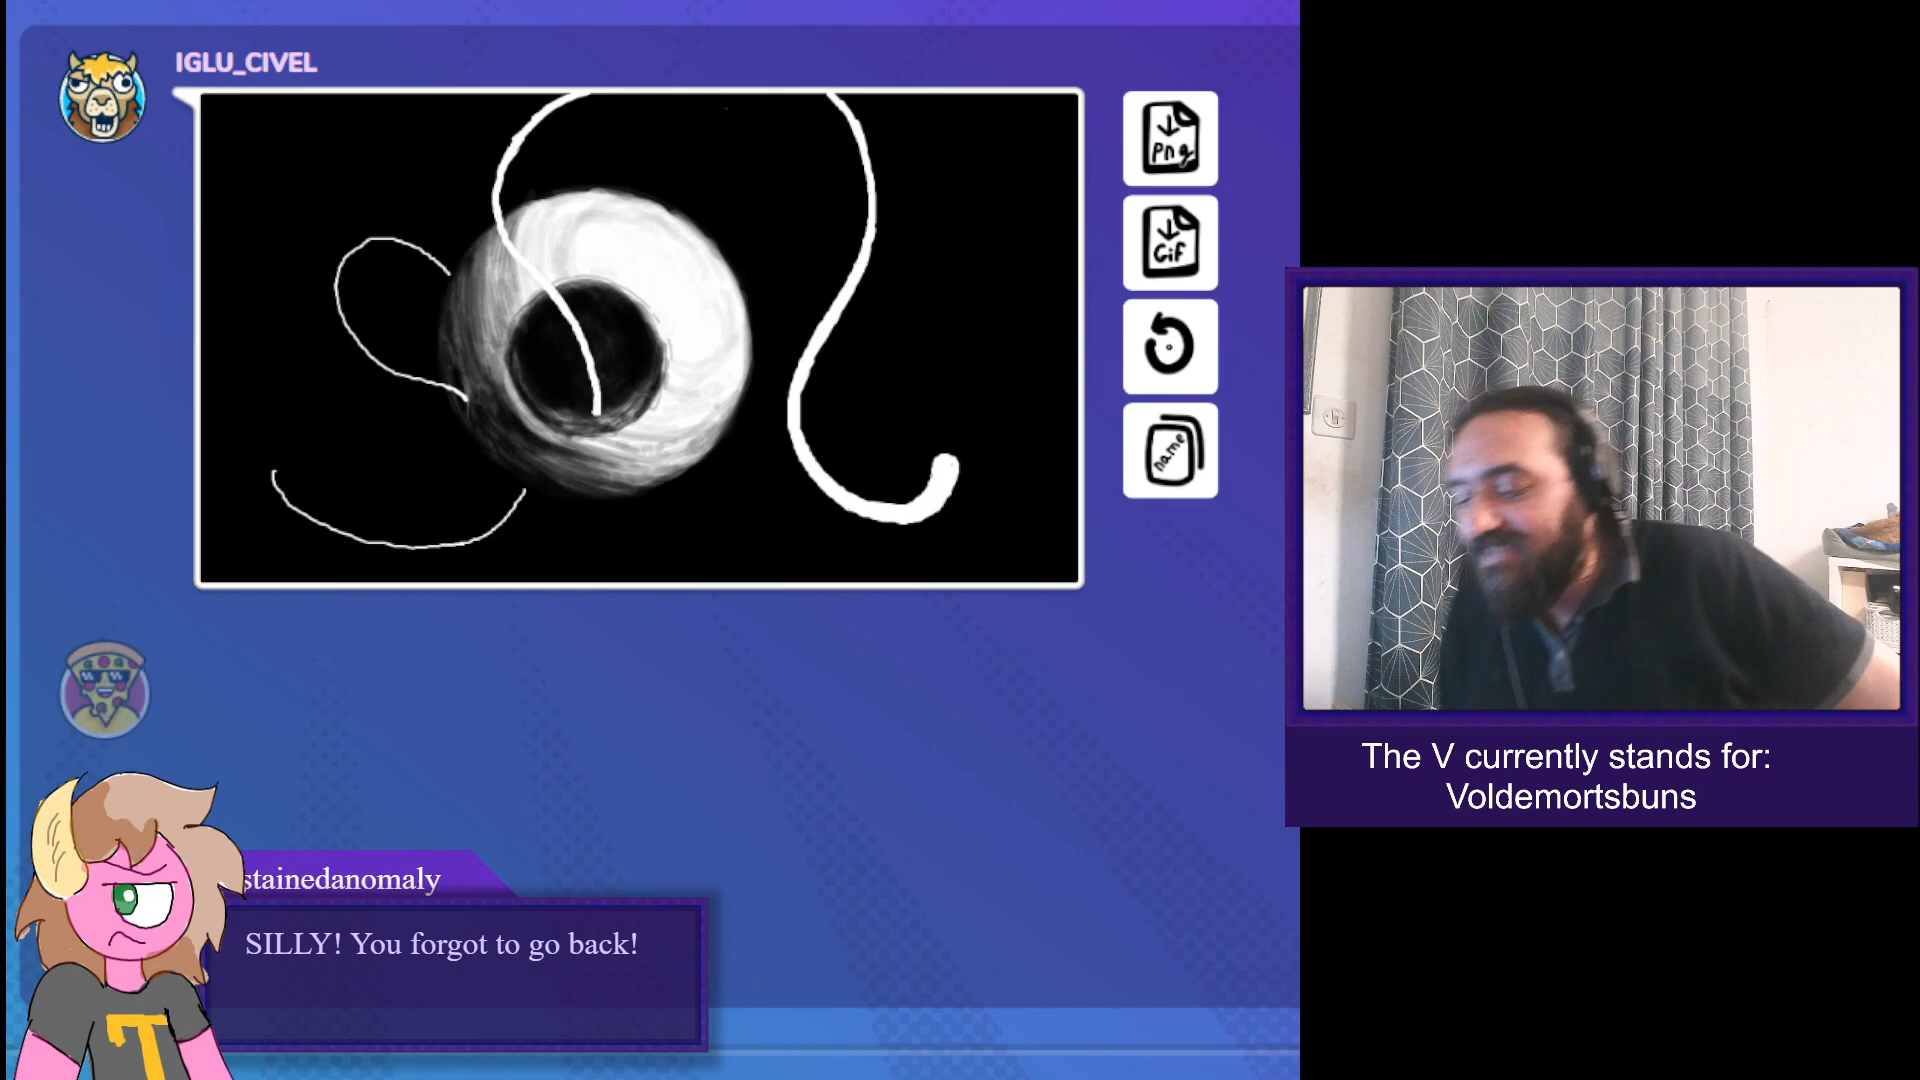 IGLU_CIVEL
Png
Gif
name
The V currently stands for:
Voldemortsbuns
stainedanomaly
SILLY! You forgot to go back!
T